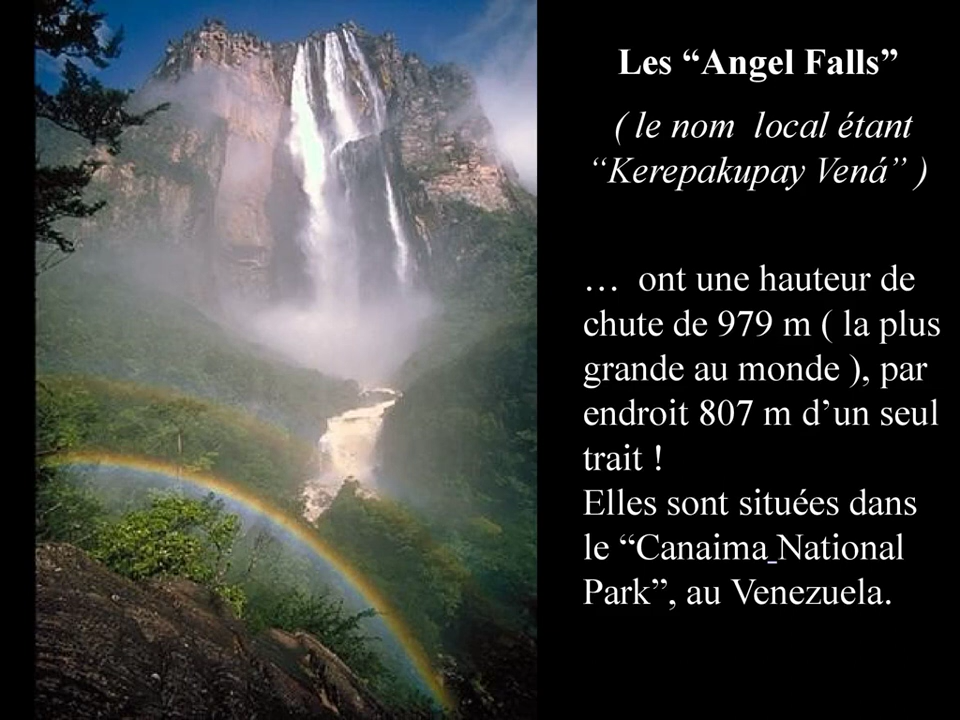 Les “Angel Falls”
( le nom local étant
“Kerepakupay Vená” )
… ont une hauteur de
chute de 979 m ( la plus
grande au monde ), par
endroit 807 m d’un seul
trait !
Elles sont situées dans
le “Canaima National
Park”, au Venezuela.